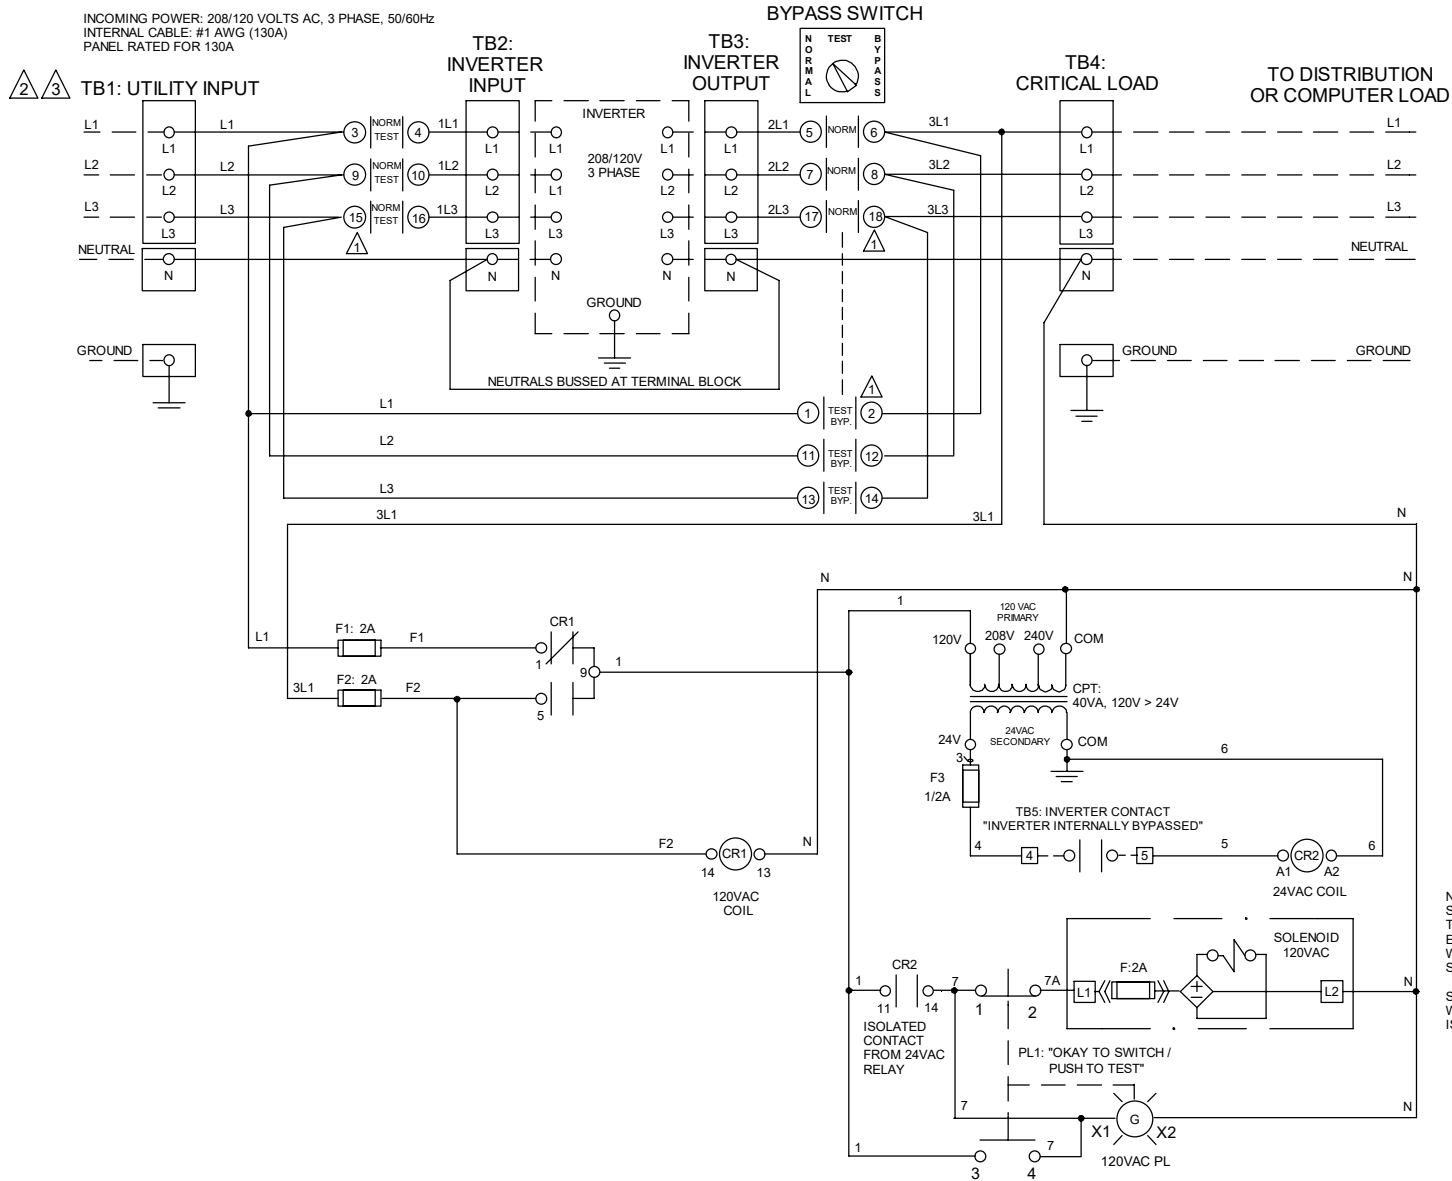 INCOMING POWER: 208/120 VOLTS AC, 3 PHASE, 50/60Hz
INTERNAL CABLE: #1 AWG (130A)
PANEL RATED FOR 130A
BYPASS SWITCH
NORMAL
TEST
BYPASS
2 3
TB1: UTILITY INPUT
TB2:
INVERTER
INPUT
TB3:
INVERTER
OUTPUT
TB4:
CRITICAL LOAD
TO DISTRIBUTION
OR COMPUTER LOAD
INVERTER
208/120V
3 PHASE
L1 L1 3 NORM TEST 4 1L1 2L1 5 NORM 6 3L1 L1
L1 L1 L1 L1 L1 L1
L2 L2 9 NORM TEST 10 1L2 2L2 7 NORM 8 3L2 L2
L2 L2 L1 L2 L2 L2
L3 L3 15 NORM TEST 16 1L3 2L3 17 NORM 18 3L3 L3
L3 L3 L3 L3 L3 L3
1 1
NEUTRAL NEUTRAL
N N N N N N
GROUND
GROUND GROUND GROUND
NEUTRALS BUSSED AT TERMINAL BLOCK
1
L1 1 TEST BYP. 2
L2 11 TEST BYP. 12
L3 13 TEST BYP. 14
3L1 3L1 N
N N
1
120 VAC
PRIMARY
120V 208V 240V COM
L1 F1: 2A F1 CR1
1
9 1
3L1 F2: 2A F2
5
CPT:
40VA, 120V > 24V
24VAC
SECONDARY
24V COM
3
F3
1/2A
6
TB5: INVERTER CONTACT
"INVERTER INTERNALLY BYPASSED"
4 4 5 5 CR2 6
A1 A2
24VAC COIL
F2 CR1 N
14 13
120VAC
COIL
SOLENOID
120VAC
CR2
1 7 7A L1 F:2A L2 N
11 14 1 2
+
−
ISOLATED
CONTACT
FROM 24VAC
RELAY
PL1: "OKAY TO SWITCH /
PUSH TO TEST"
7 G N
X1 X2
1 7
3 4
120VAC PL